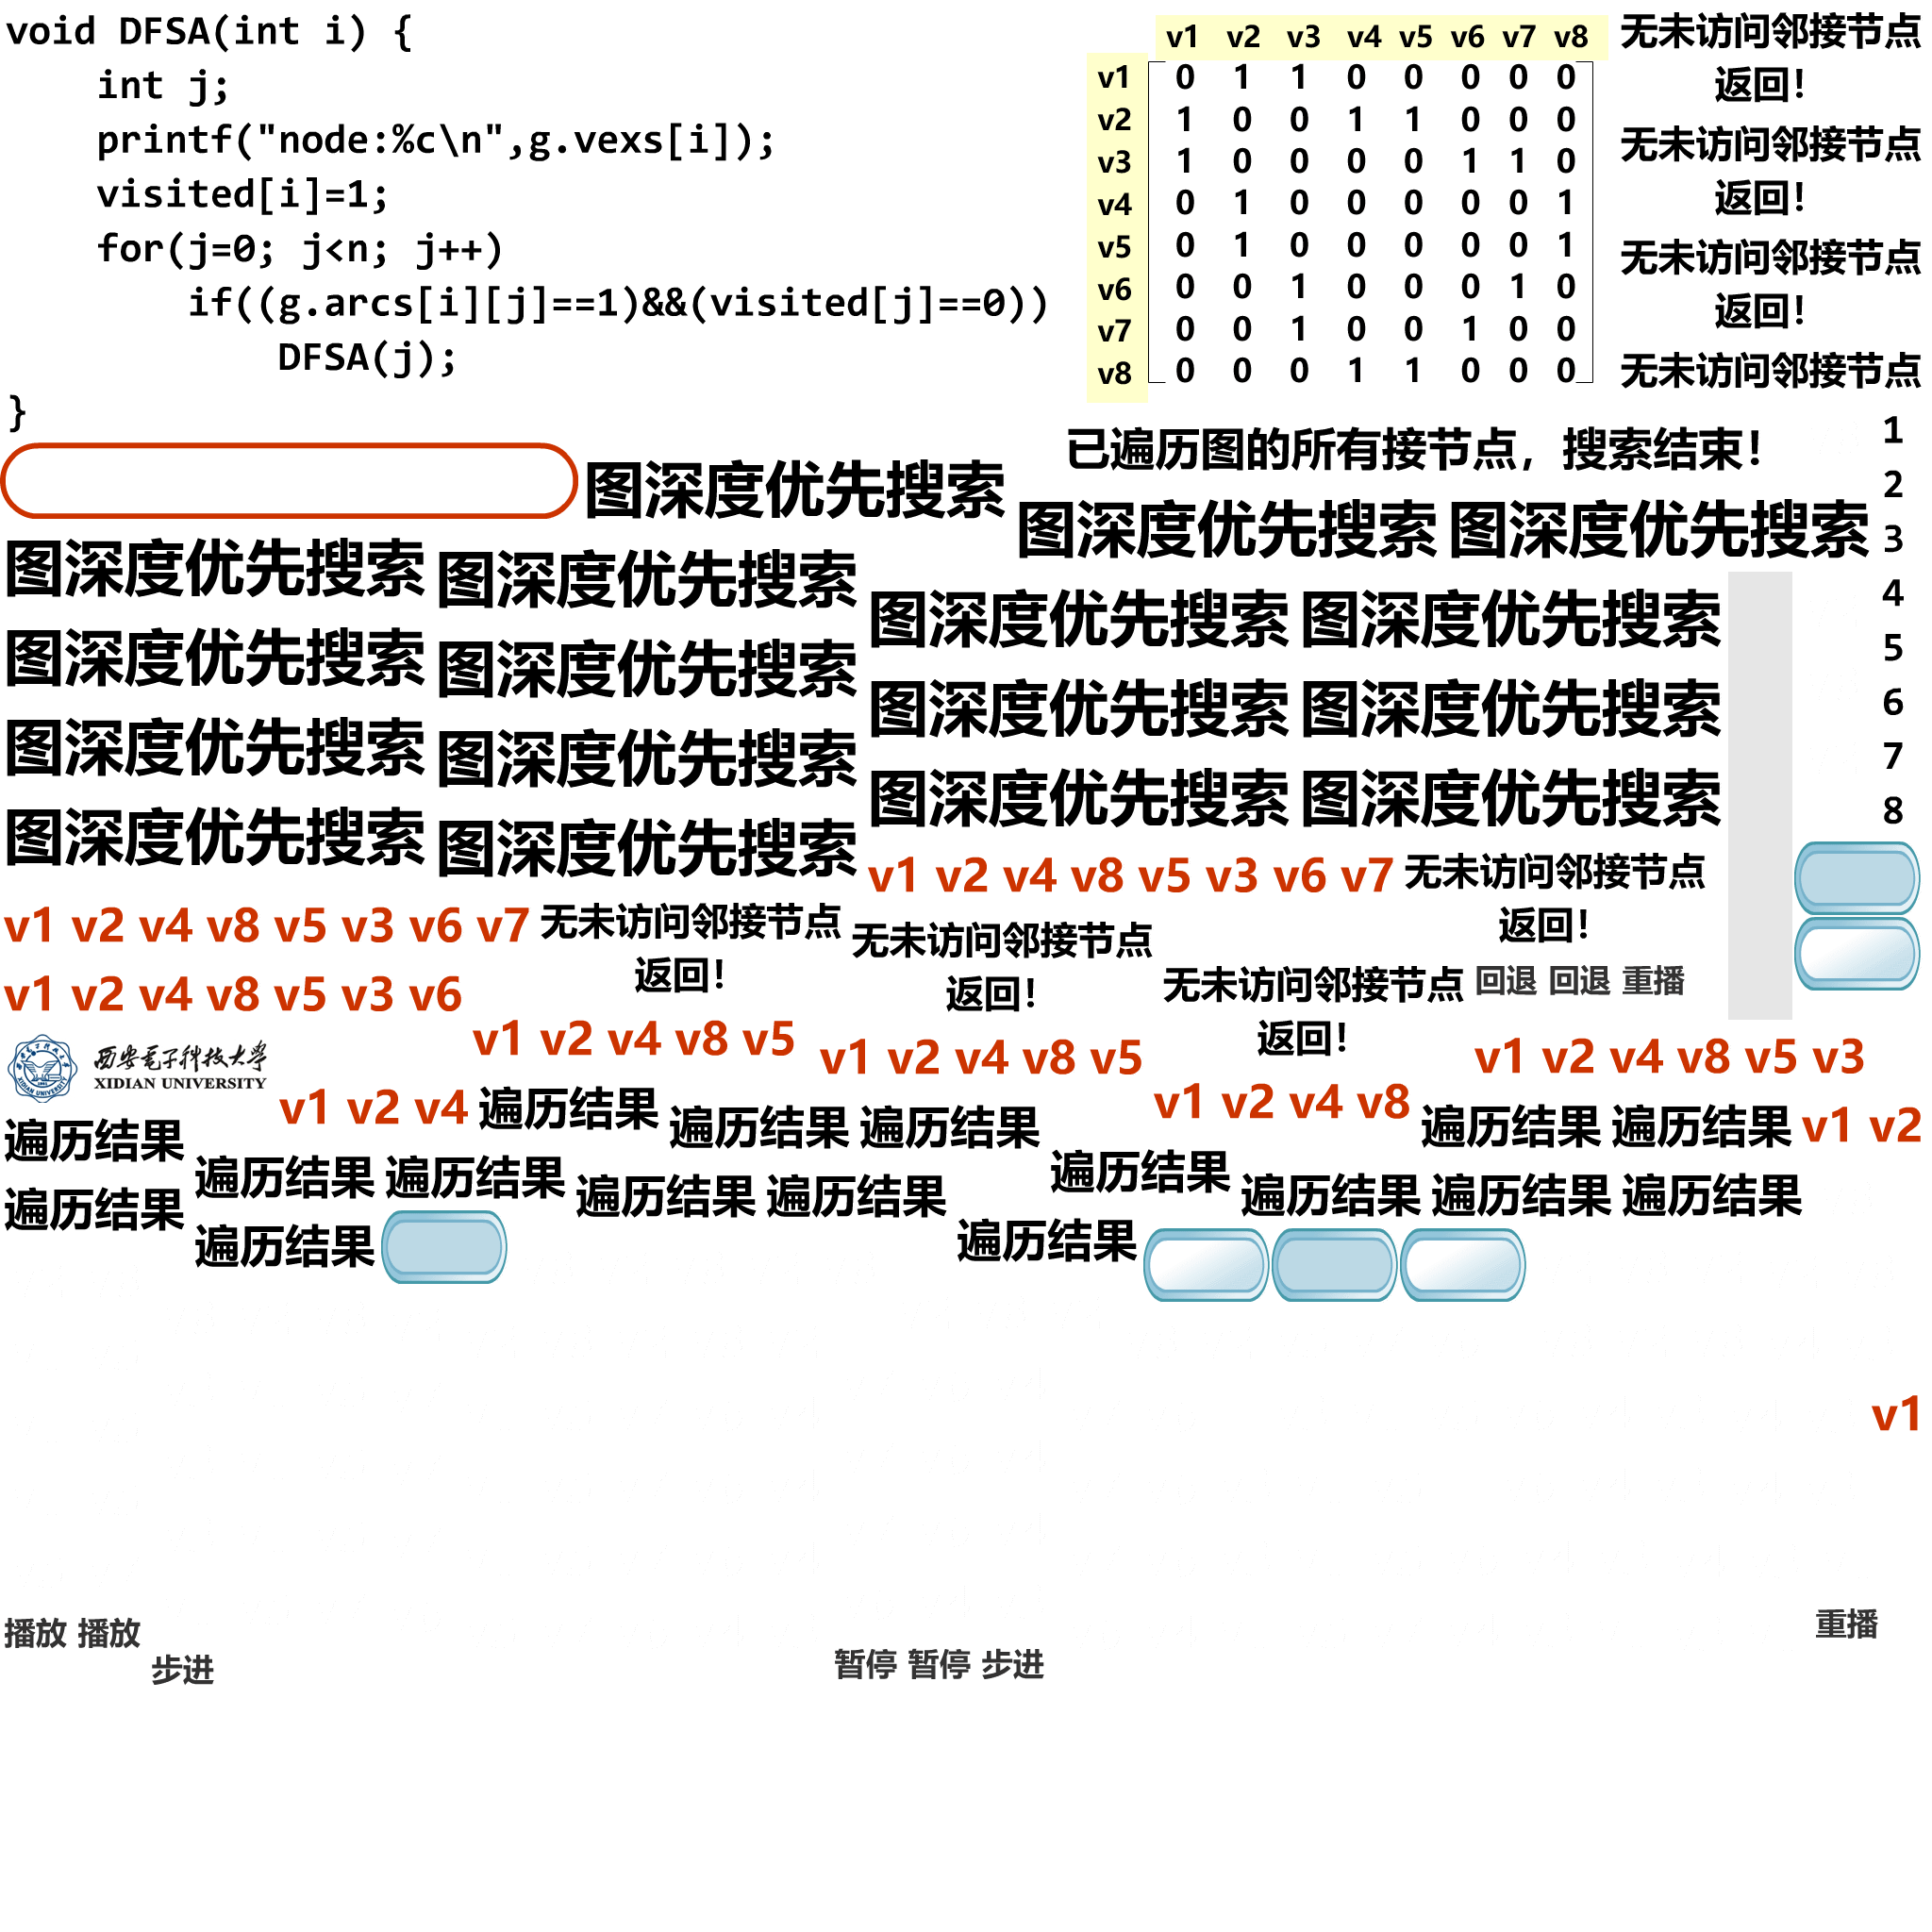 void DFSA(int i) {
int j;
printf("node:%c\n",g.vexs[i]);
visited[i]=1;
for(j=0; j<n; j++)
if((g.arcs[i][j]==1)&&(visited[j]==0))
DFSA(j);
}
v1 v2 v3 v4 v5 v6 v7 v8
v1 0 1 1 0 0 0 0 0
v2 1 0 0 1 1 0 0 0
v3 1 0 0 0 0 1 1 0
v4 0 1 0 0 0 0 0 1
v5 0 1 0 0 0 0 0 1
v6 0 0 1 0 0 0 1 0
v7 0 0 1 0 0 1 0 0
v8 0 0 0 1 1 0 0 0
无未访问邻接节点
返回!
无未访问邻接节点
返回!
无未访问邻接节点
返回!
无未访问邻接节点
已遍历图的所有接节点，搜索结束!
1
2
3
4
5
6
7
8
图深度优先搜索
图深度优先搜索 图深度优先搜索
图深度优先搜索 图深度优先搜索
图深度优先搜索 图深度优先搜索
图深度优先搜索 图深度优先搜索
图深度优先搜索 图深度优先搜索
图深度优先搜索 图深度优先搜索
图深度优先搜索 图深度优先搜索
图深度优先搜索 图深度优先搜索
v1 v2 v4 v8 v5 v3 v6 v7
无未访问邻接节点
返回!
v1 v2 v4 v8 v5 v3 v6 v7
无未访问邻接节点
返回!
无未访问邻接节点
返回!
无未访问邻接节点
返回!
回退 回退 重播
v1 v2 v4 v8 v5 v3 v6
西安电子科技大学
XIDIAN UNIVERSITY
v1 v2 v4 v8 v5
v1 v2 v4 v8 v5
v1 v2 v4 v8 v5 v3
v1 v2 v4
遍历结果
遍历结果 遍历结果
v1 v2 v4 v8
遍历结果 遍历结果
v1 v2
遍历结果
遍历结果 遍历结果
遍历结果 遍历结果
遍历结果
遍历结果 遍历结果 遍历结果
遍历结果
遍历结果
遍历结果
v1
播放 播放
步进
暂停 暂停 步进
重播